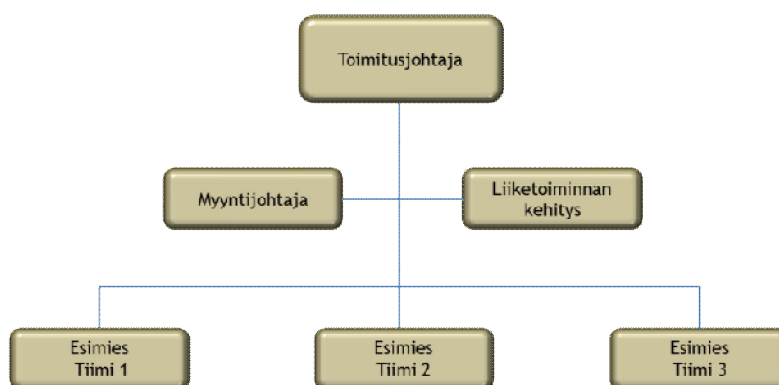 Toimitusjohtaja
Myyntijohtaja
Liiketoiminnan
kehitys
Esimies
Tiimi 1
Esimies
Tiimi 2
Esimies
Tiimi 3